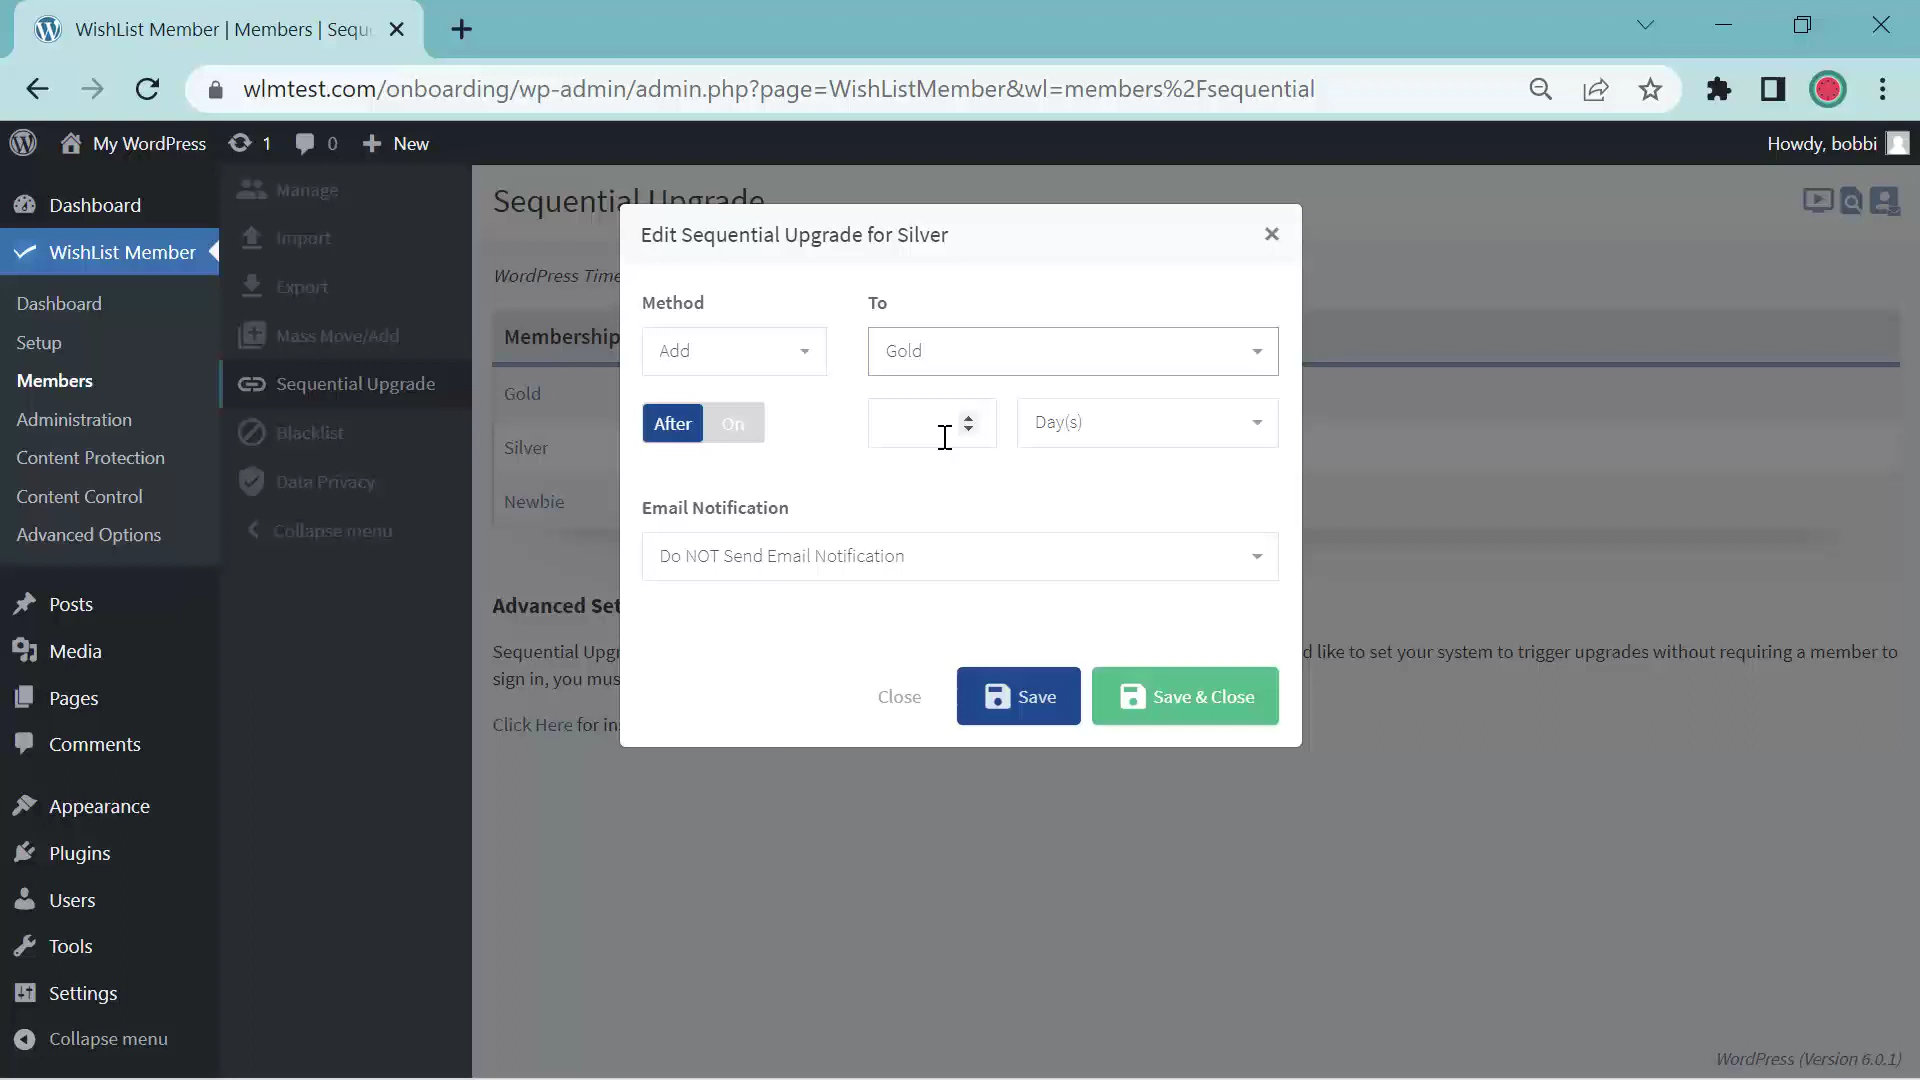 WishList Member | Members | Sequ
wlmtest.com/onboarding/wp-admin/admin.php?page=WishListMember&wl=members%2Fsequential
My WordPress
1
0
New
Howdy, bobbi
Dashboard
WishList Member
Dashboard
Setup
Members
Administration
Content Protection
Content Control
Advanced Options
Posts
Media
Pages
Comments
Appearance
Plugins
Users
Tools
Settings
Collapse menu
Manage
Import
Export
Mass Move/Add
Sequential Upgrade
Blacklist
Data Privacy
Collapse menu
Sequential Upgrade
WordPress Time
Membership
Gold
Silver
Newbie
Advanced Set
Sequential Upgr
d like to set your system to trigger upgrades without requiring a member to
sign in, you mus
Click Here for in
Edit Sequential Upgrade for Silver
Method
To
Add
Gold
After
On
Day(s)
Email Notification
Do NOT Send Email Notification
Close
Save
Save & Close
WordPress (Version 6.0.1)